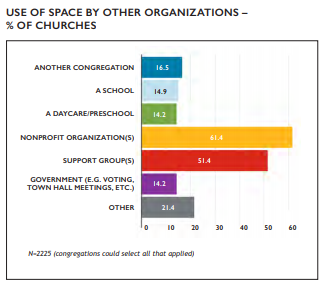 USE OF SPACE BY OTHER ORGANIZATIONS –
% OF CHURCHES
ANOTHER CONGREGATION 16.5
A SCHOOL 14.9
A DAYCARE/PRESCHOOL 14.2
NONPROFIT ORGANIZATION(S) 61.4
SUPPORT GROUP(S) 51.4
GOVERNMENT (E.G. VOTING,
TOWN HALL MEETINGS, ETC.) 14.2
OTHER 21.4
0 10 20 30 40 50 60
N=2225 (congregations could select all that applied)